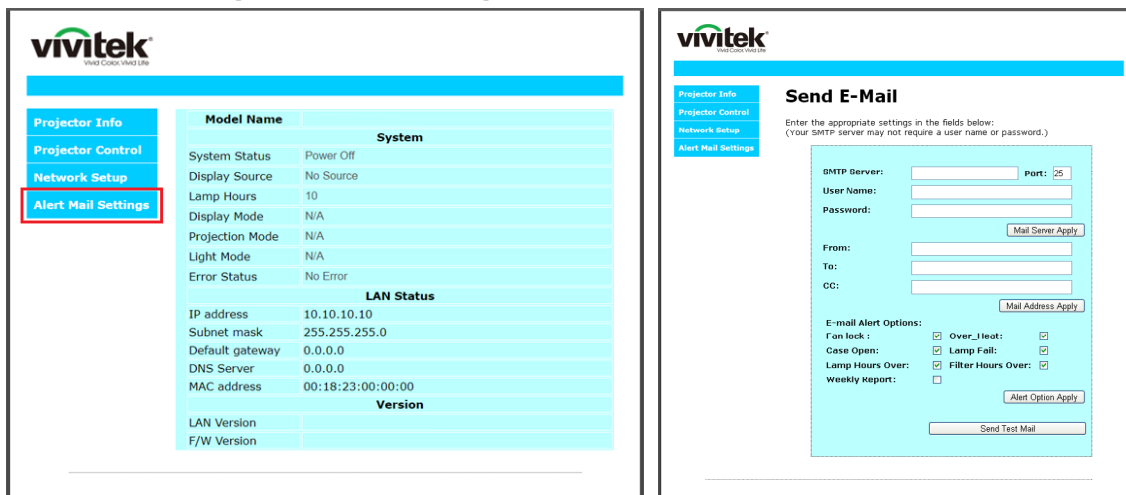 vivitek®
Vivid Color, Vivid Life
Projector Info
Projector Control
Network Setup
Alert Mail Settings
Model Name
System
System Status Power Off
Display Source No Source
Lamp Hours 10
Display Mode N/A
Projection Mode N/A
Light Mode N/A
Error Status No Error
LAN Status
IP address 10.10.10.10
Subnet mask 255.255.255.0
Default gateway 0.0.0.0
DNS Server 0.0.0.0
MAC address 00:18:23:00:00:00
Version
LAN Version
F/W Version
vivitek®
Vivid Color, Vivid Life
Projector Info
Projector Control
Network Setup
Alert Mail Settings
Send E-Mail
Enter the appropriate settings in the fields below:
(Your SMTP server may not require a user name or password.)
SMTP Server: Port: 25
User Name:
Password:
Mail Server Apply
From:
To:
CC:
Mail Address Apply
E-mail Alert Options:
Fan lock : Over_Heat:
Case Open: Lamp Fail:
Lamp Hours Over: Filter Hours Over:
Weekly Report:
Alert Option Apply
Send Test Mail